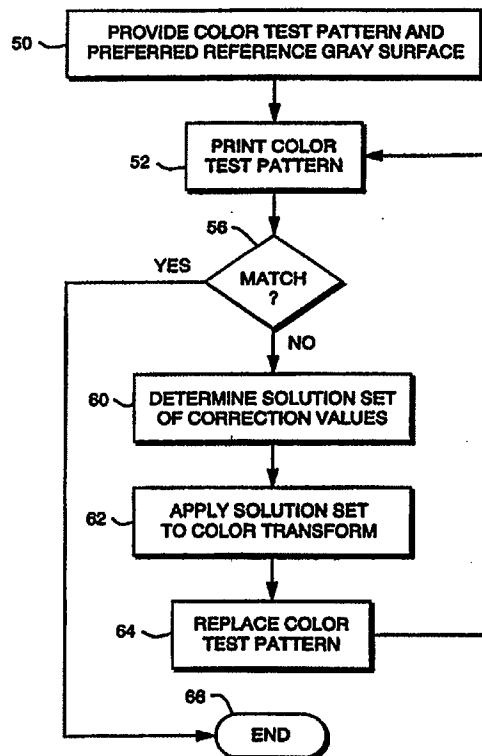 50
PROVIDE COLOR TEST PATTERN AND
PREFERRED REFERENCE GRAY SURFACE
52
PRINT COLOR
TEST PATTERN
56
YES
MATCH
?
NO
60
DETERMINE SOLUTION SET
OF CORRECTION VALUES
62
APPLY SOLUTION SET
TO COLOR TRANSFORM
64
REPLACE COLOR
TEST PATTERN
66
END